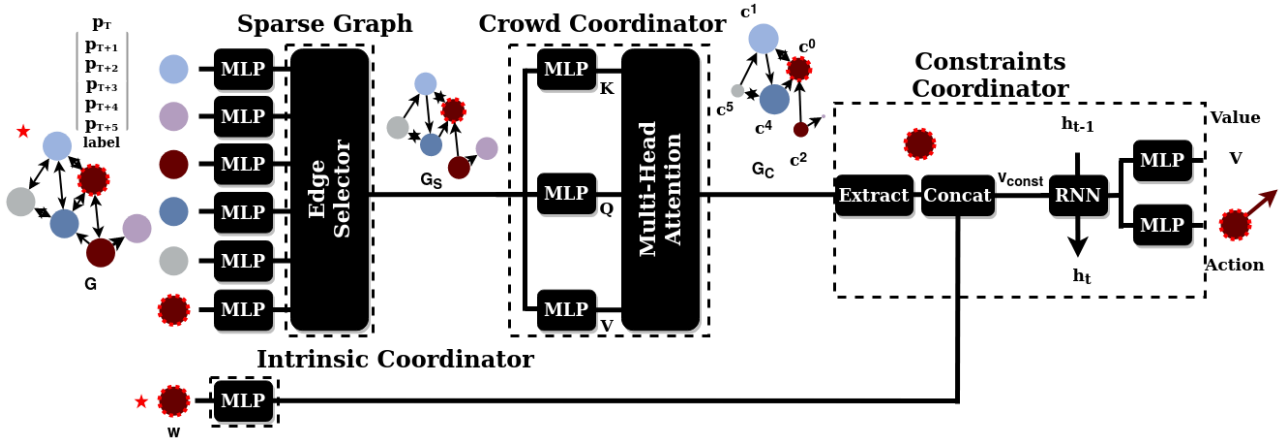 Sparse Graph
Crowd Coordinator
Constraints
Coordinator
Intrinsic Coordinator
p_T
p_T+1
p_T+2
p_T+3
p_T+4
p_T+5
label
G
MLP
MLP
MLP
MLP
MLP
MLP
Edge
Selector
G_S
MLP
K
MLP
Q
MLP
V
Multi-Head
Attention
c^1
c^0
c^5
c^4
c^2
G_C
Extract
Concat
v_const
h_t-1
RNN
h_t
MLP
MLP
Value
V
Action
w
MLP